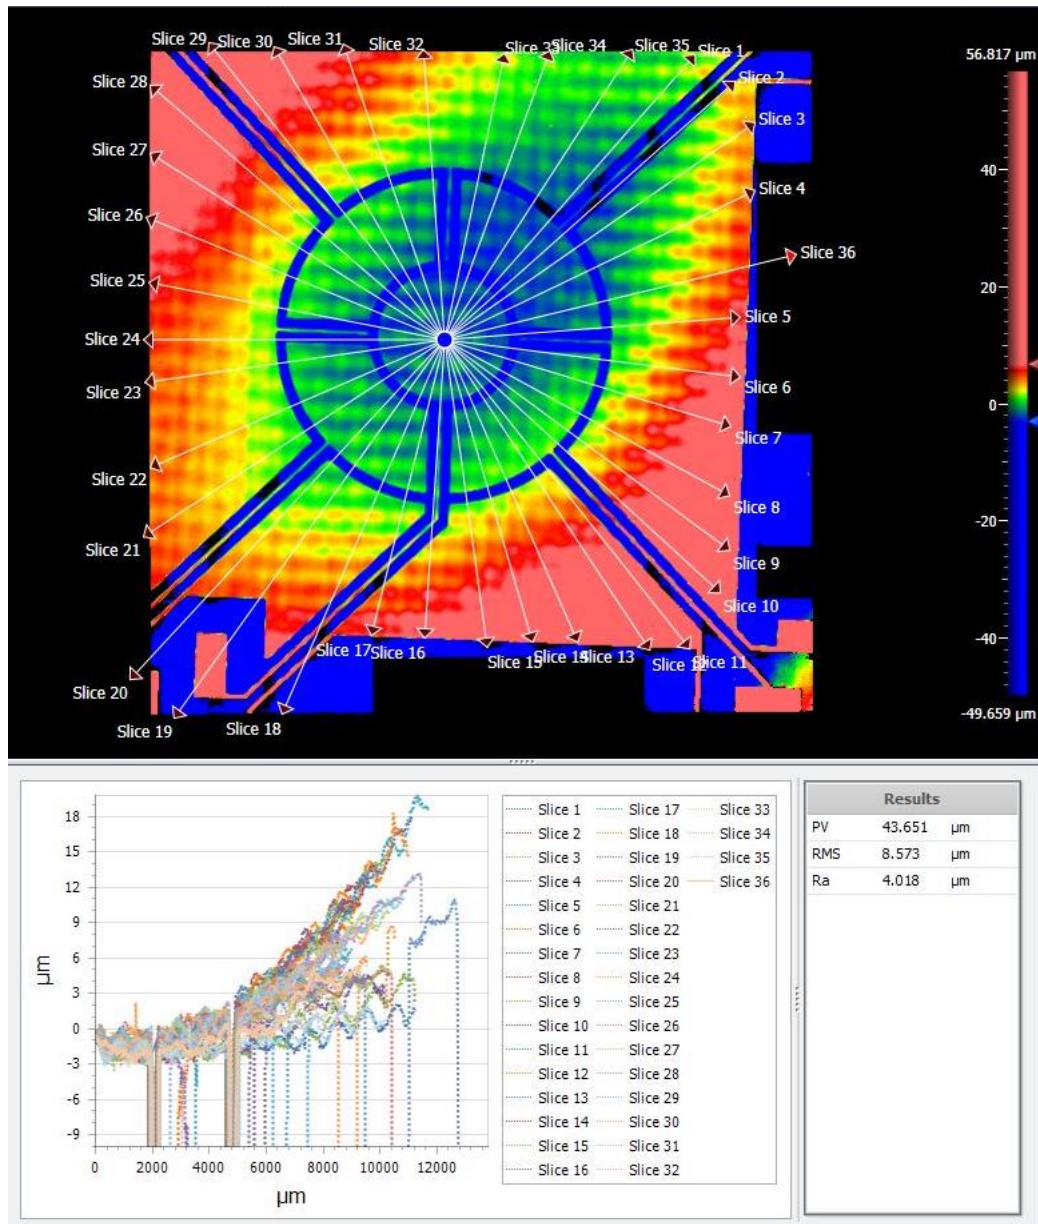 Slice 29
Slice 30
Slice 31
Slice 32
Slice 33
Slice 34
Slice 35
Slice 1
56.817 µm
Slice 28
Slice 2
Slice 3
Slice 27
40
Slice 4
Slice 26
Slice 36
Slice 25
20
Slice 5
Slice 24
Slice 6
Slice 23
0
Slice 7
Slice 22
Slice 8
-20
Slice 21
Slice 9
Slice 10
-40
Slice 17
Slice 16
Slice 15
Slice 14
Slice 13
Slice 12
Slice 11
Slice 20
-49.659 µm
Slice 19
Slice 18
18
15
12
9
6
3
0
-3
-6
-9
µm
0 2000 4000 6000 8000 10000 12000
µm
Slice 1 Slice 17 Slice 33
Slice 2 Slice 18 Slice 34
Slice 3 Slice 19 Slice 35
Slice 4 Slice 20 Slice 36
Slice 5 Slice 21
Slice 6 Slice 22
Slice 7 Slice 23
Slice 8 Slice 24
Slice 9 Slice 25
Slice 10 Slice 26
Slice 11 Slice 27
Slice 12 Slice 28
Slice 13 Slice 29
Slice 14 Slice 30
Slice 15 Slice 31
Slice 16 Slice 32
Results
PV 43.651 µm
RMS 8.573 µm
Ra 4.018 µm